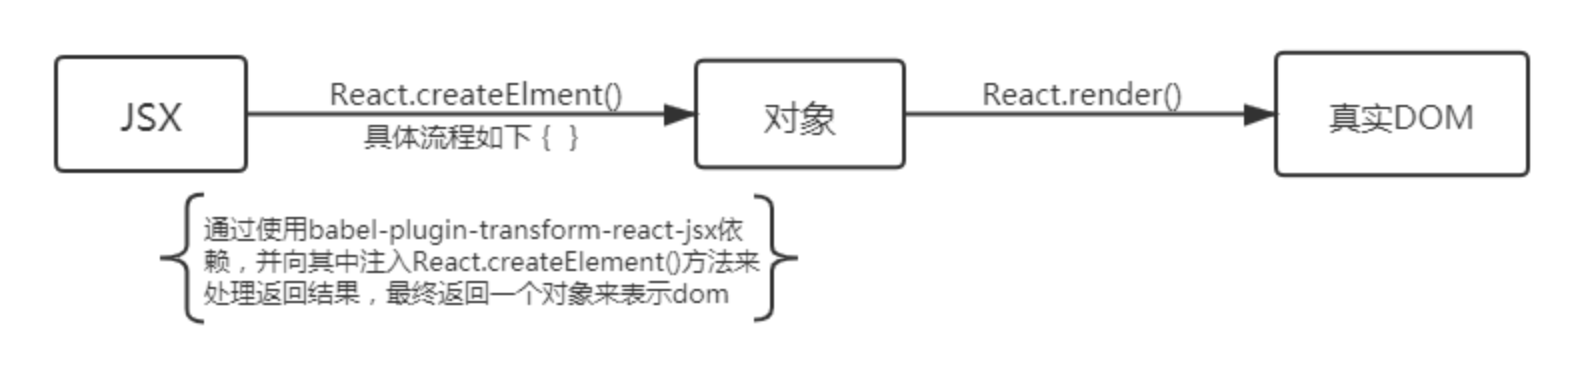 JSX
React.createElment()
具体流程如下 { }
对象
React.render()
真实DOM
通过使用babel-plugin-transform-react-jsx依
赖，并向其中注入React.createElement()方法来
处理返回结果，最终返回一个对象来表示dom